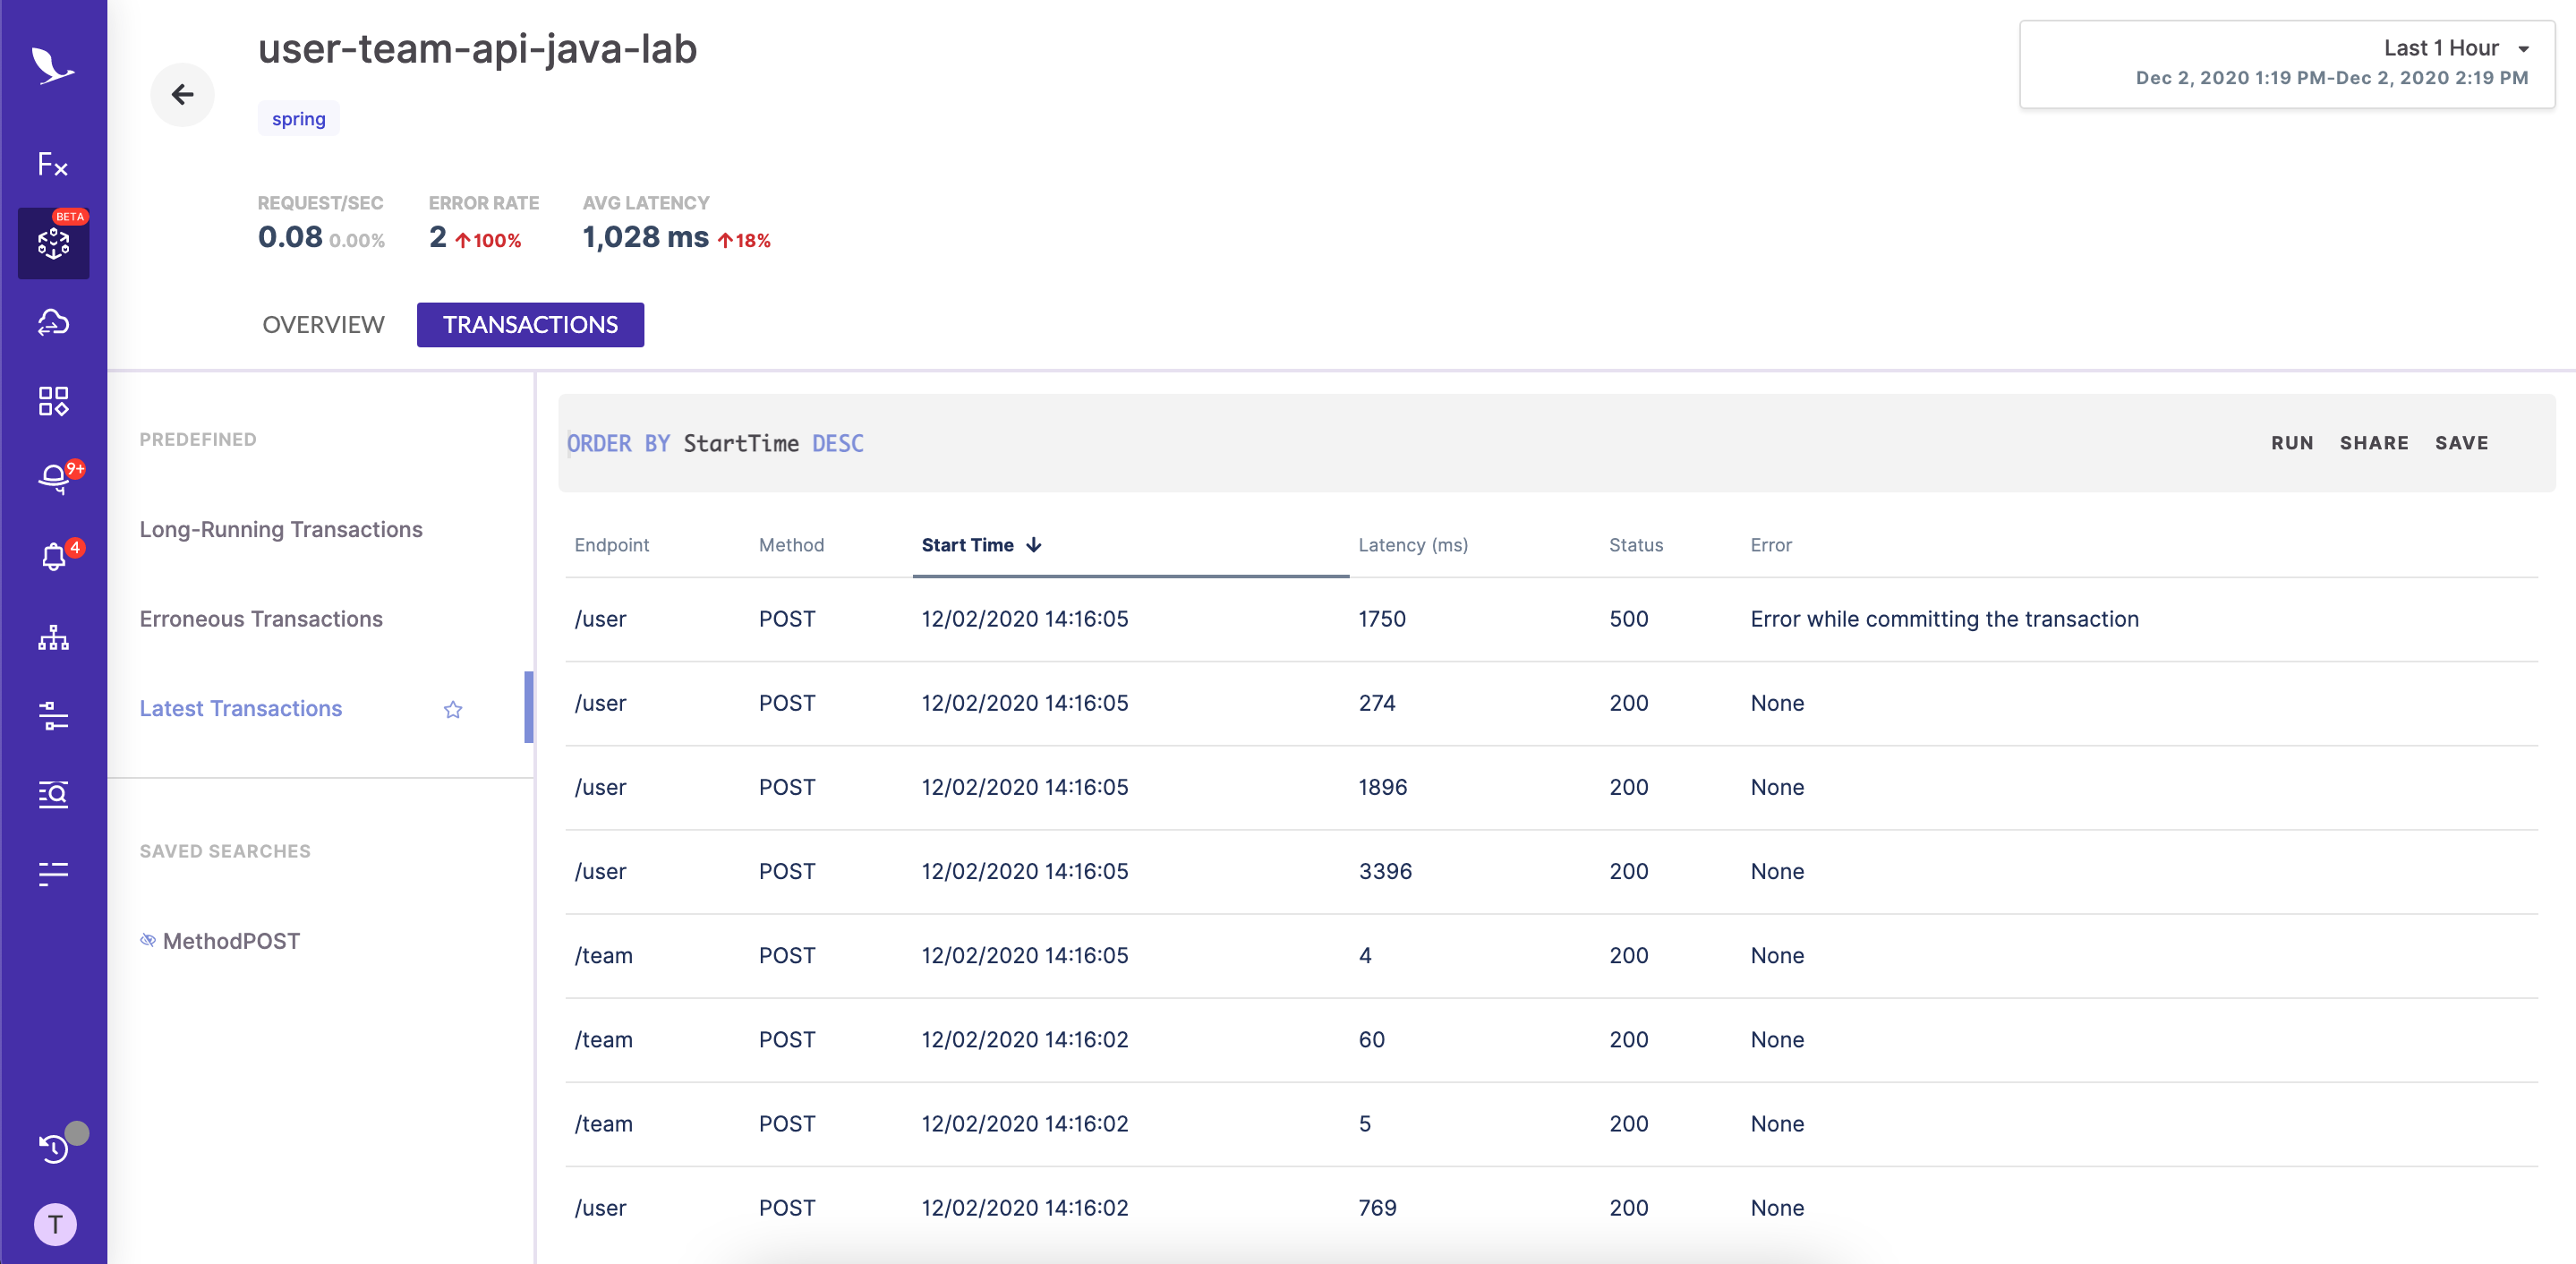 user-team-api-java-lab
spring
Last 1 Hour
Dec 2, 2020 1:19 PM-Dec 2, 2020 2:19 PM
Fx
BETA
9+
4
T
REQUEST/SEC ERROR RATE AVG LATENCY
0.08 0.00% 2 100% 1,028 ms 18%
OVERVIEW TRANSACTIONS
PREDEFINED
Long-Running Transactions
Erroneous Transactions
Latest Transactions
SAVED SEARCHES
MethodPOST
ORDER BY StartTime DESC
RUN SHARE SAVE
Endpoint Method Start Time Latency (ms) Status Error
/user POST 12/02/2020 14:16:05 1750 500 Error while committing the transaction
/user POST 12/02/2020 14:16:05 274 200 None
/user POST 12/02/2020 14:16:05 1896 200 None
/user POST 12/02/2020 14:16:05 3396 200 None
/team POST 12/02/2020 14:16:05 4 200 None
/team POST 12/02/2020 14:16:02 60 200 None
/team POST 12/02/2020 14:16:02 5 200 None
/user POST 12/02/2020 14:16:02 769 200 None